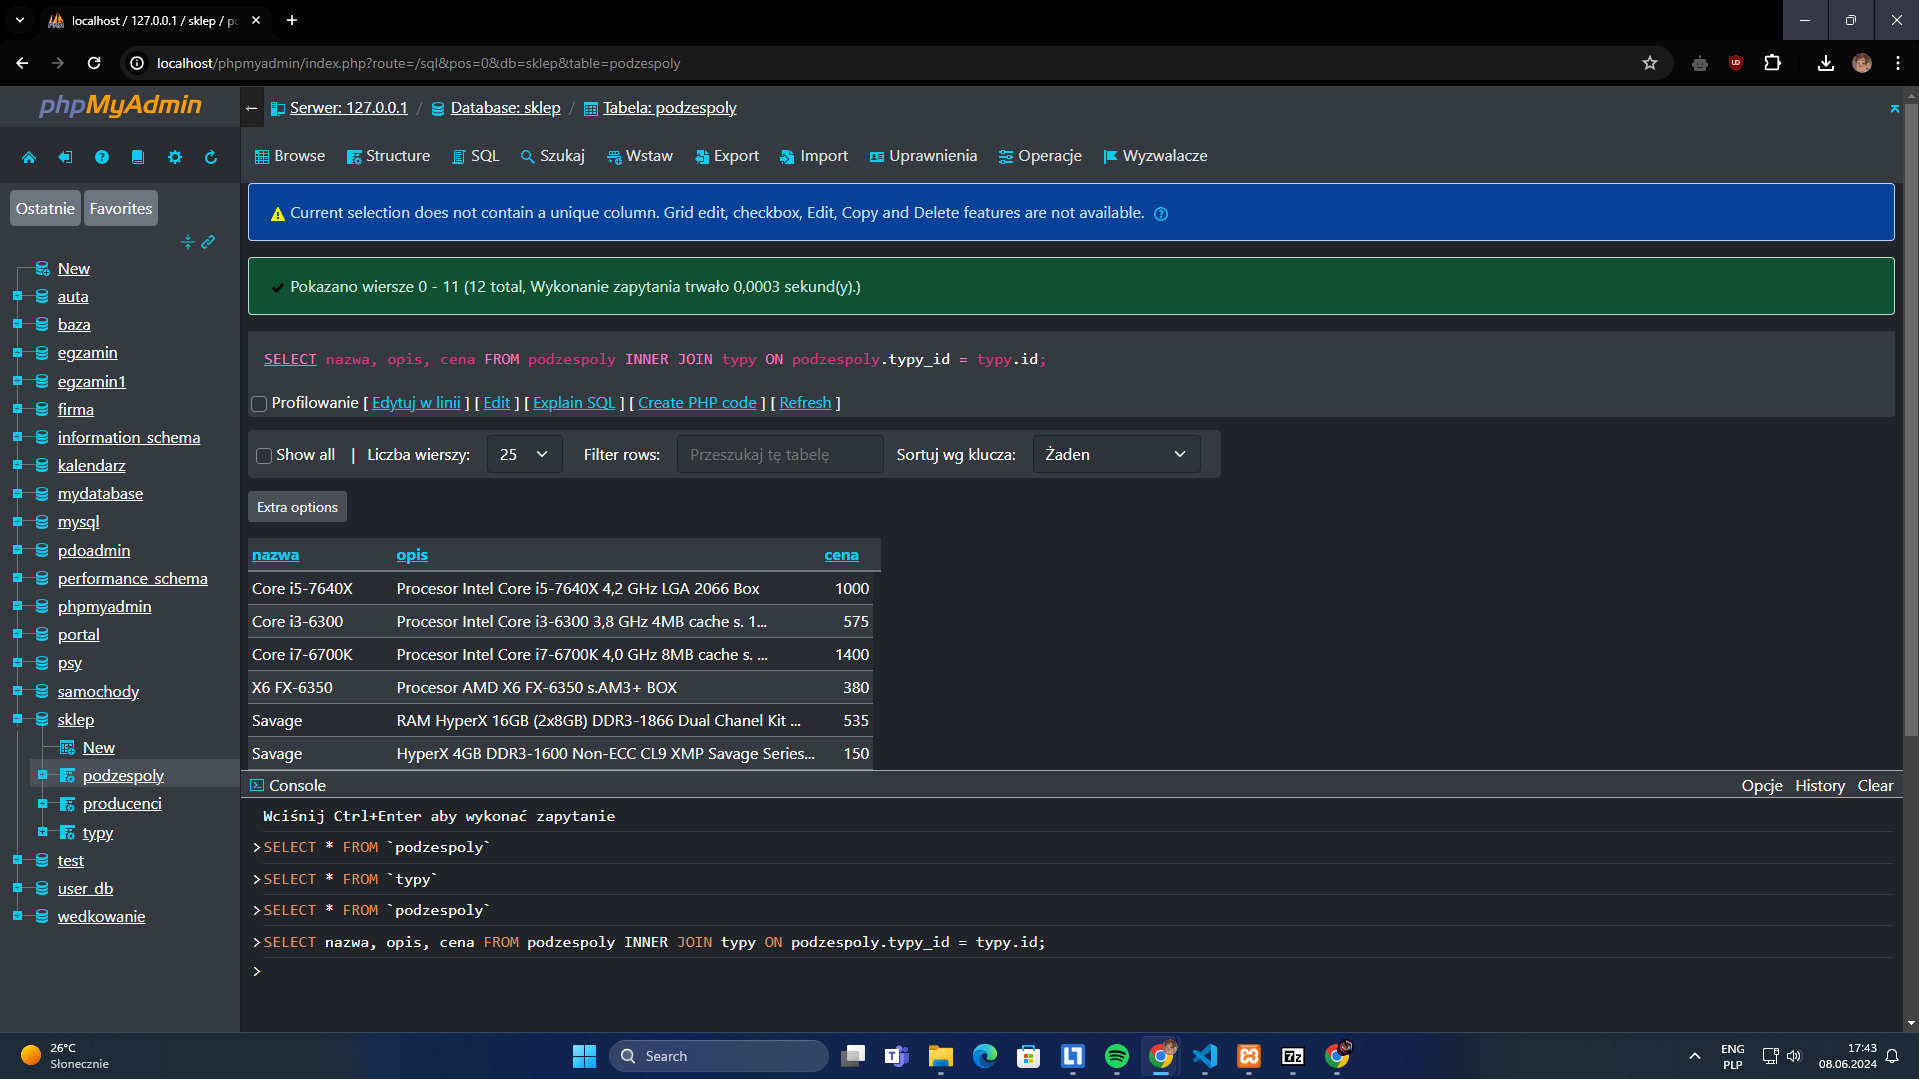 localhost / 127.0.0.1 / sklep / po
localhost/phpmyadmin/index.php?route=/sql&pos=0&db=sklep&table=podzespoly
phpMyAdmin
Serwer: 127.0.0.1 / Database: sklep / Tabela: podzespoly
Browse Structure SQL Szukaj Wstaw Export Import Uprawnienia Operacje Wyzwalacze
Ostatnie Favorites
New
auta
baza
egzamin
egzamin1
firma
information_schema
kalendarz
mydatabase
mysql
pdoadmin
performance_schema
phpmyadmin
portal
psy
samochody
sklep
New
podzespoly
producenci
typy
test
user_db
wedkowanie
Current selection does not contain a unique column. Grid edit, checkbox, Edit, Copy and Delete features are not available.
Pokazano wiersze 0 - 11 (12 total, Wykonanie zapytania trwało 0,0003 sekund(y).)
SELECT nazwa, opis, cena FROM podzespoly INNER JOIN typy ON podzespoly.typy_id = typy.id;
Profilowanie [ Edytuj w linii ] [ Edit ] [ Explain SQL ] [ Create PHP code ] [ Refresh ]
Show all | Liczba wierszy: 25 Filter rows: Przeszukaj tę tabelę Sortuj wg klucza: Żaden
Extra options
nazwa opis cena
Core i5-7640X Procesor Intel Core i5-7640X 4,2 GHz LGA 2066 Box 1000
Core i3-6300 Procesor Intel Core i3-6300 3,8 GHz 4MB cache s. 1... 575
Core i7-6700K Procesor Intel Core i7-6700K 4,0 GHz 8MB cache s. ... 1400
X6 FX-6350 Procesor AMD X6 FX-6350 s.AM3+ BOX 380
Savage RAM HyperX 16GB (2x8GB) DDR3-1866 Dual Chanel Kit ... 535
Savage HyperX 4GB DDR3-1600 Non-ECC CL9 XMP Savage Series... 150
Console Opcje History Clear
Wciśnij Ctrl+Enter aby wykonać zapytanie
>SELECT * FROM `podzespoly`
>SELECT * FROM `typy`
>SELECT * FROM `podzespoly`
>SELECT nazwa, opis, cena FROM podzespoly INNER JOIN typy ON podzespoly.typy_id = typy.id;
>
26°C
Słonecznie
Search
ENG
PLP
17:43
08.06.2024